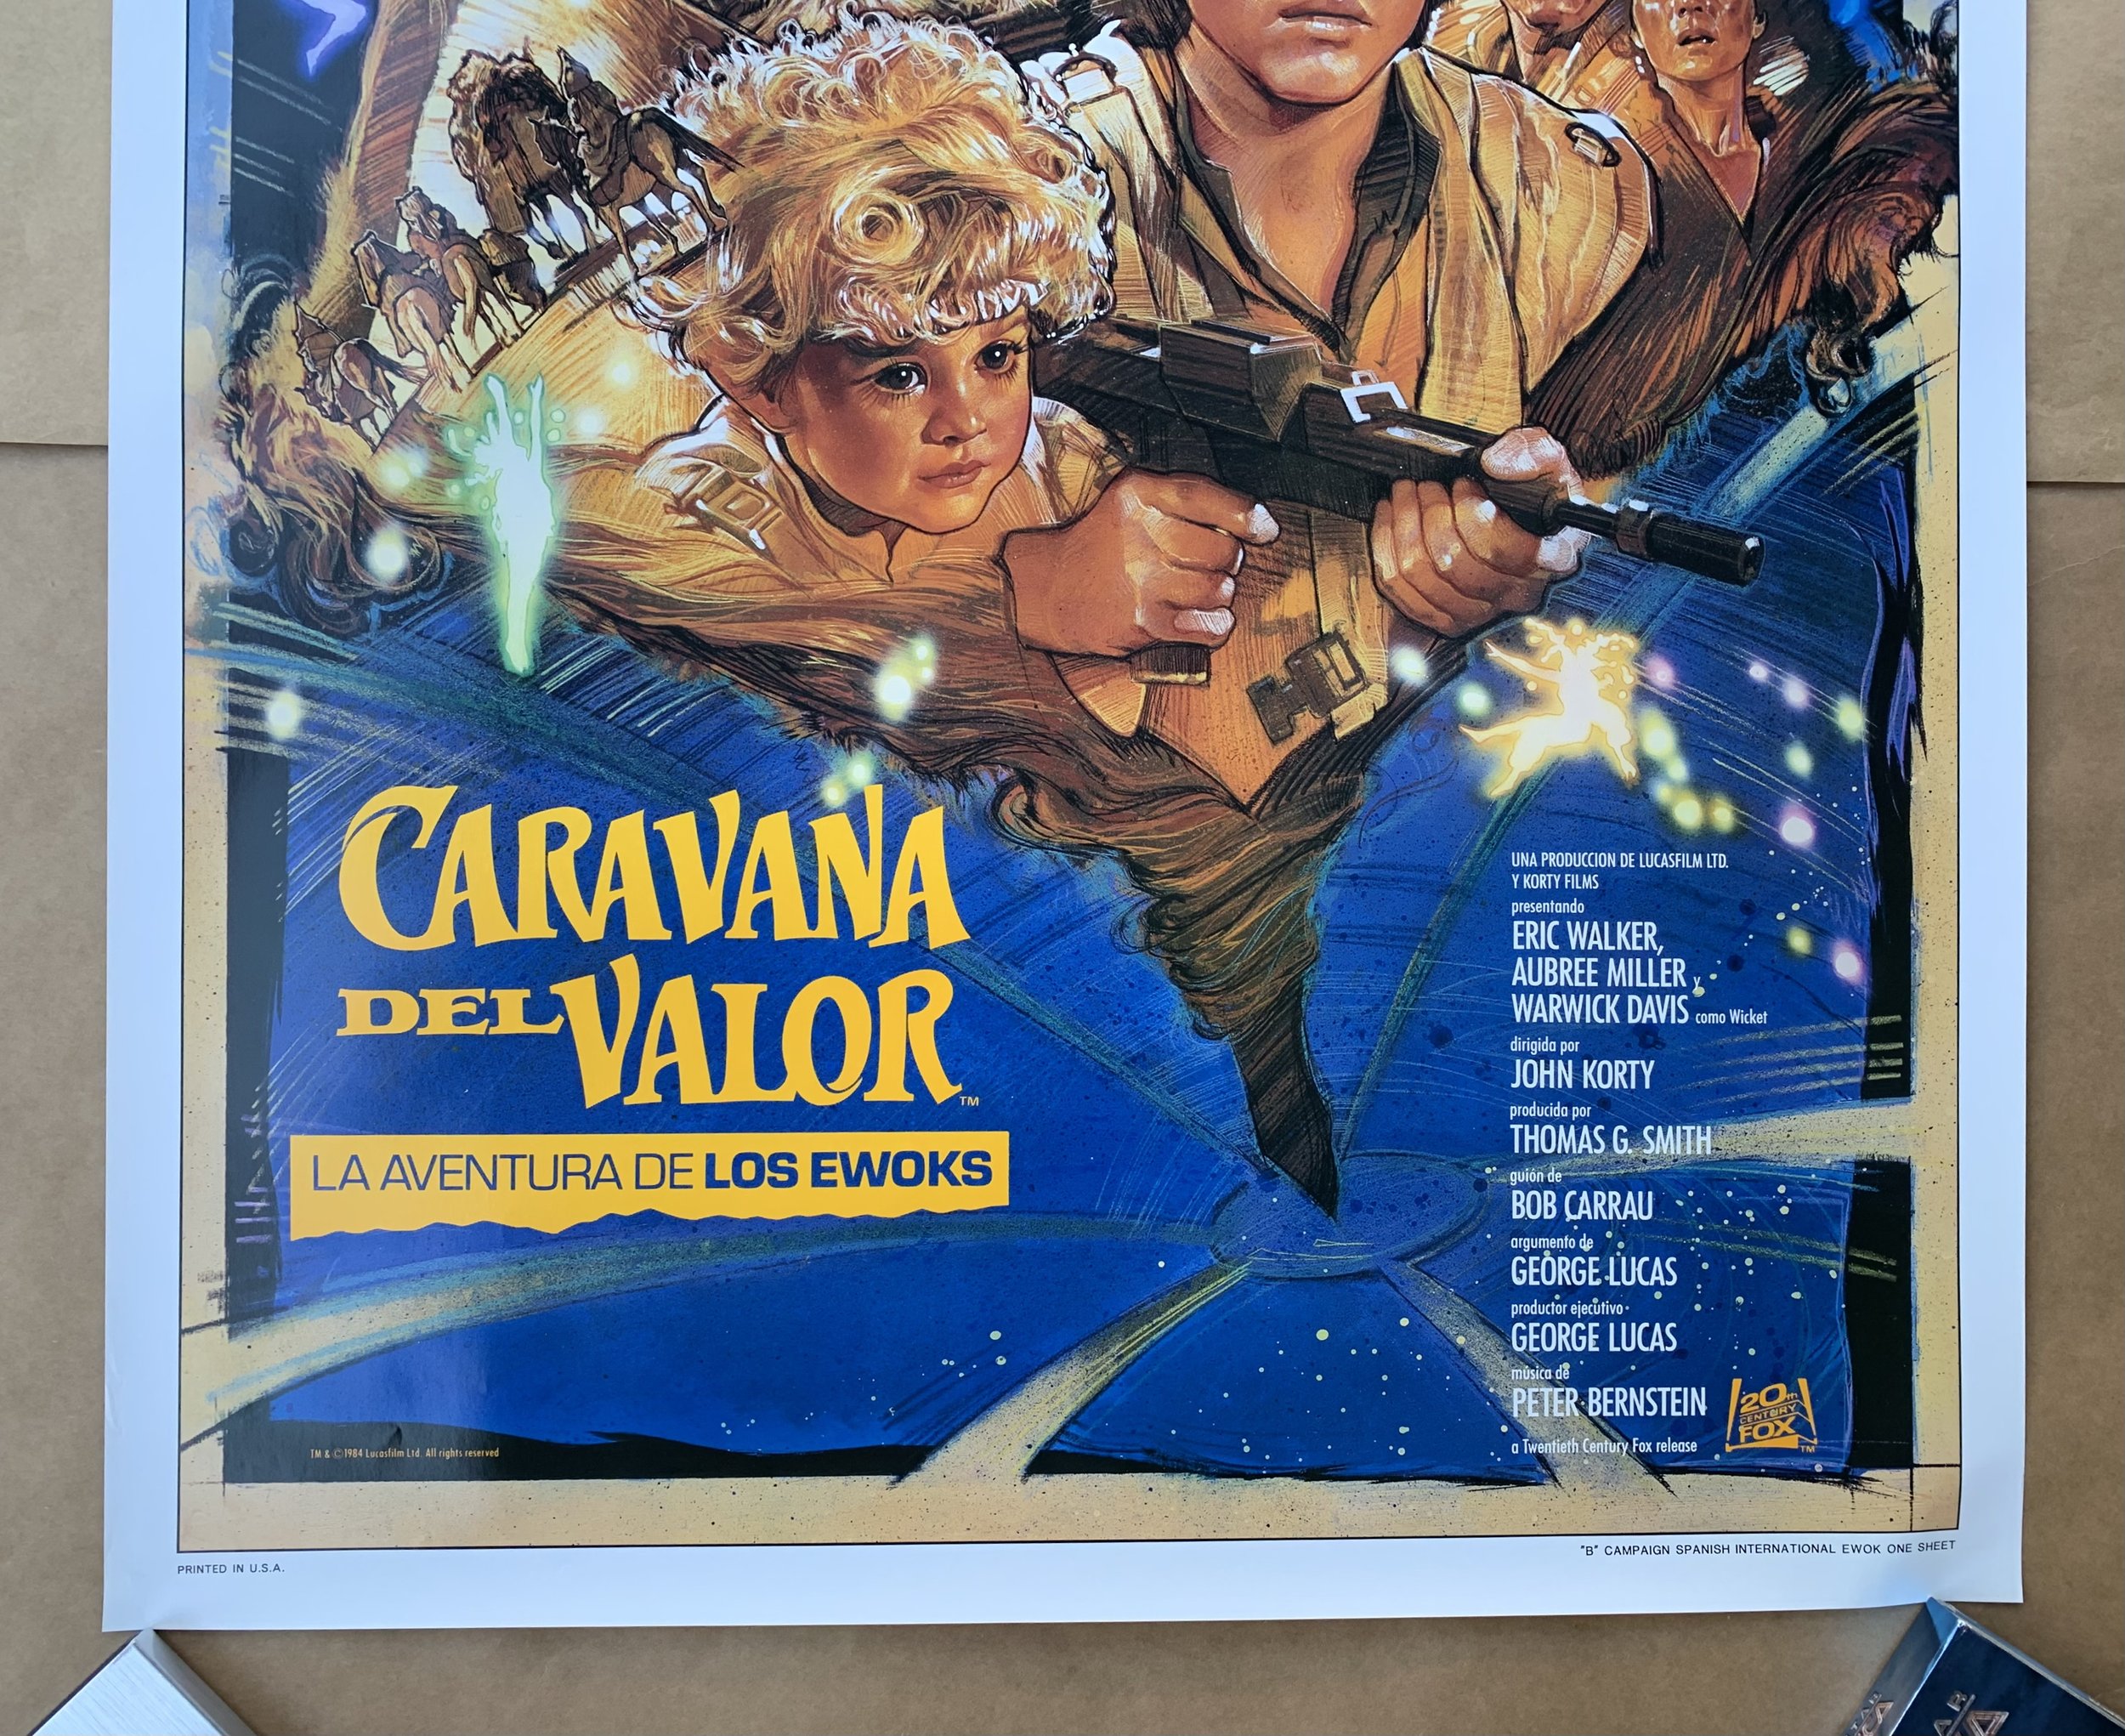 CARAVANA
DEL VALOR
TM
LA AVENTURA DE LOS EWOKS
UNA PRODUCCION DE LUCASFILM LTD.
Y KORTY FILMS
presentando
ERIC WALKER,
AUBREE MILLER y
WARWICK DAVIS como Wicket
dirigida por
JOHN KORTY
producida por
THOMAS G. SMITH
guión de
BOB CARRAU
argumento de
GEORGE LUCAS
productor ejecutivo
GEORGE LUCAS
música de
PETER BERNSTEIN
a Twentieth Century Fox release
20th
CENTURY
FOX
TM
TM & ©1984 Lucasfilm Ltd. All rights reserved
PRINTED IN U.S.A.
"B" CAMPAIGN SPANISH INTERNATIONAL EWOK ONE SHEET